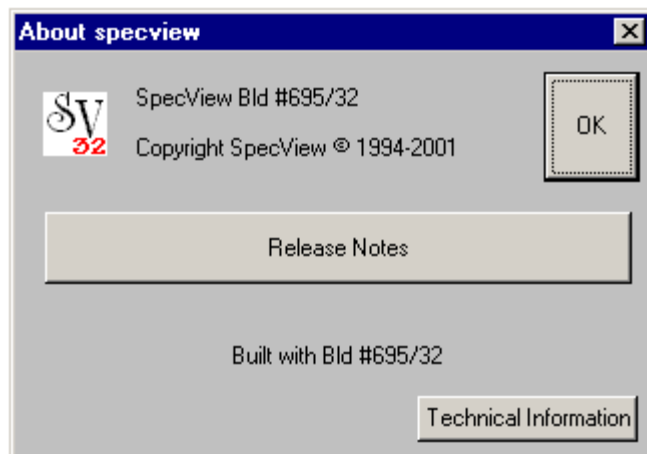 About specview
SV
32
SpecView Bld #695/32
Copyright SpecView © 1994-2001
OK
Release Notes
Built with Bld #695/32
Technical Information